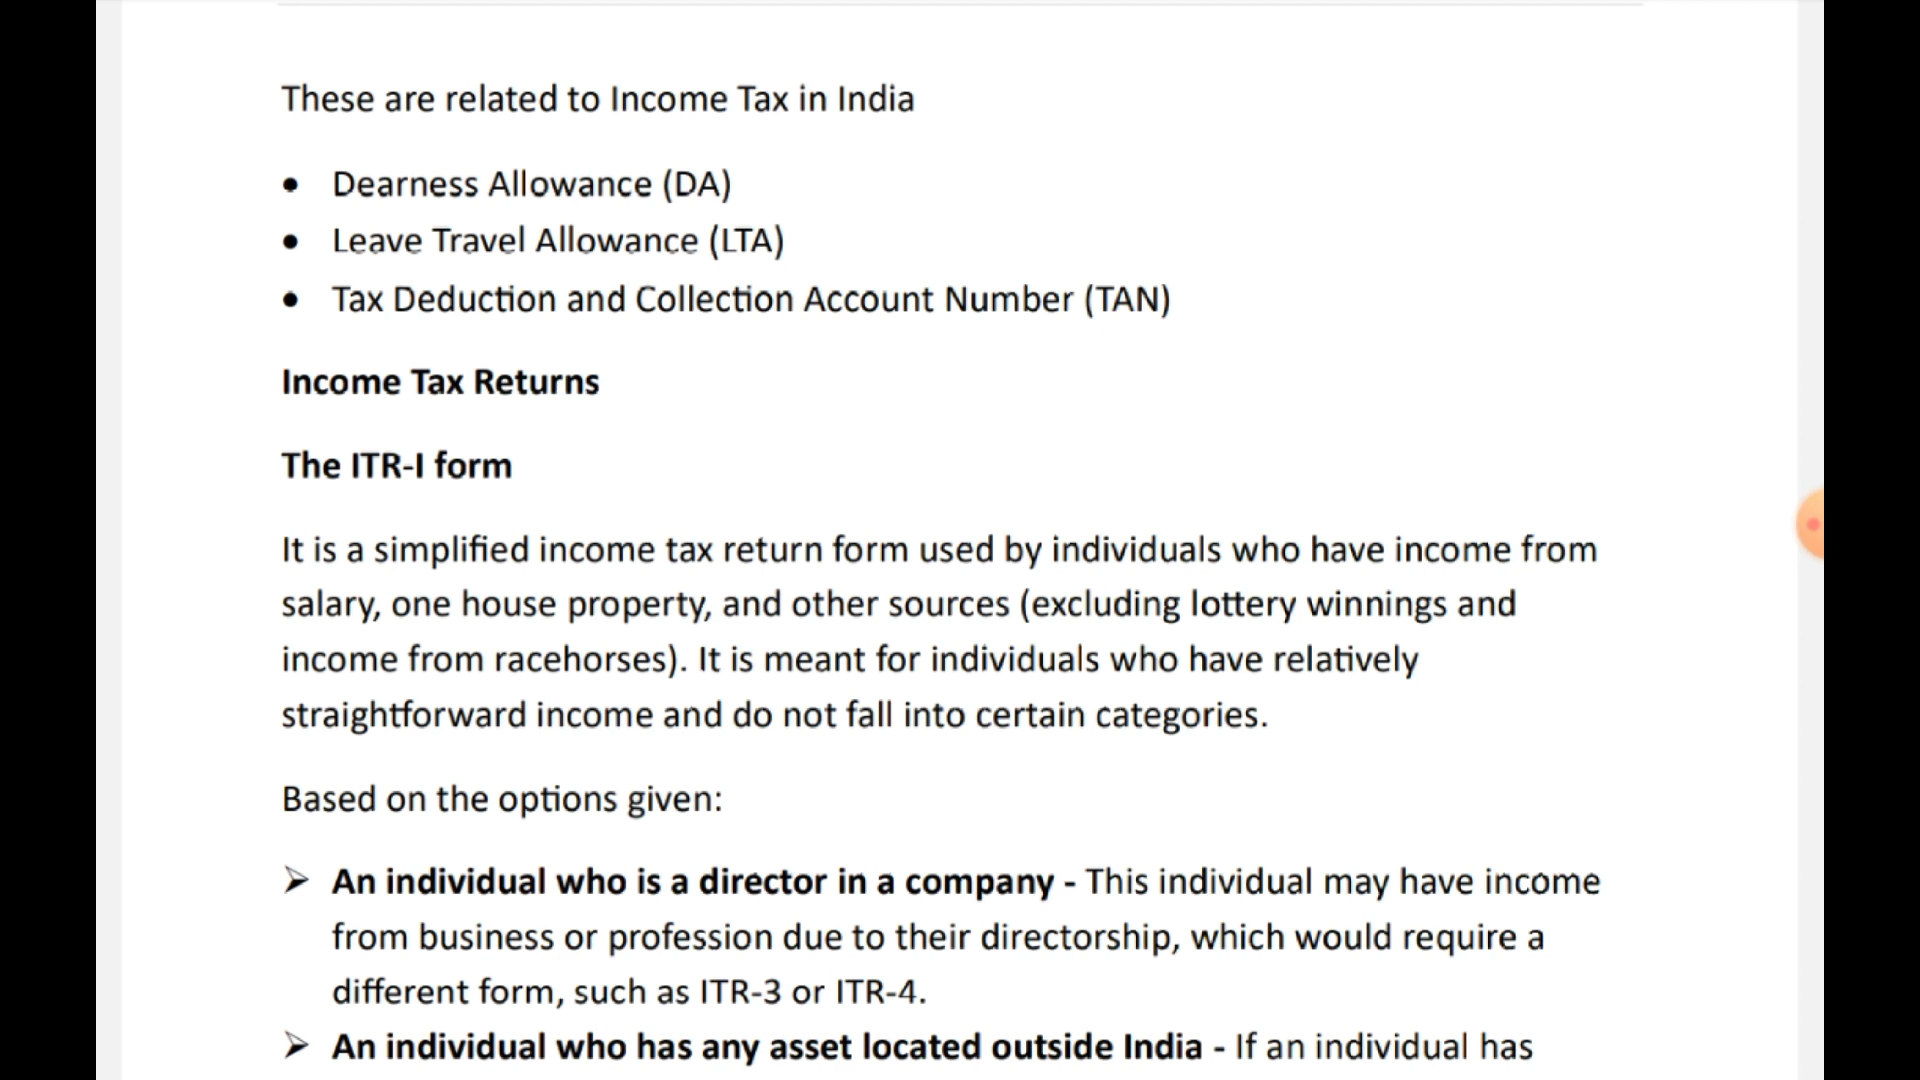 These are related to Income Tax in India
• Dearness Allowance (DA)
• Leave Travel Allowance (LTA)
• Tax Deduction and Collection Account Number (TAN)
Income Tax Returns
The ITR-I form
It is a simplified income tax return form used by individuals who have income from
salary, one house property, and other sources (excluding lottery winnings and
income from racehorses). It is meant for individuals who have relatively
straightforward income and do not fall into certain categories.
Based on the options given:
➢ An individual who is a director in a company - This individual may have income
from business or profession due to their directorship, which would require a
different form, such as ITR-3 or ITR-4.
➢ An individual who has any asset located outside India - If an individual has